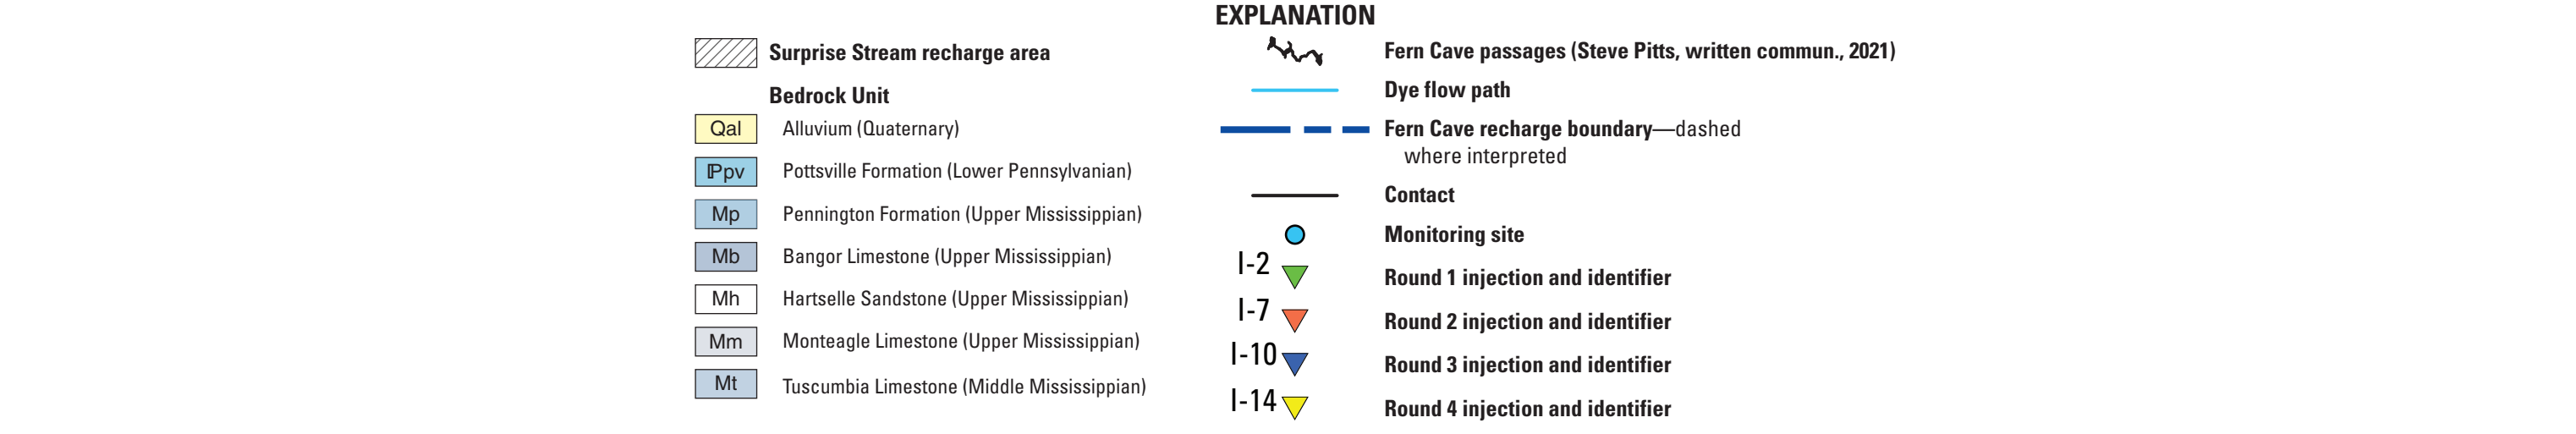 EXPLANATION
Surprise Stream recharge area
Bedrock Unit
Qal Alluvium (Quaternary)
ℙpv Pottsville Formation (Lower Pennsylvanian)
Mp Pennington Formation (Upper Mississippian)
Mb Bangor Limestone (Upper Mississippian)
Mh Hartselle Sandstone (Upper Mississippian)
Mm Monteagle Limestone (Upper Mississippian)
Mt Tuscumbia Limestone (Middle Mississippian)
Fern Cave passages (Steve Pitts, written commun., 2021)
Dye flow path
Fern Cave recharge boundary—dashed
where interpreted
Contact
Monitoring site
I-2 Round 1 injection and identifier
I-7 Round 2 injection and identifier
I-10 Round 3 injection and identifier
I-14 Round 4 injection and identifier